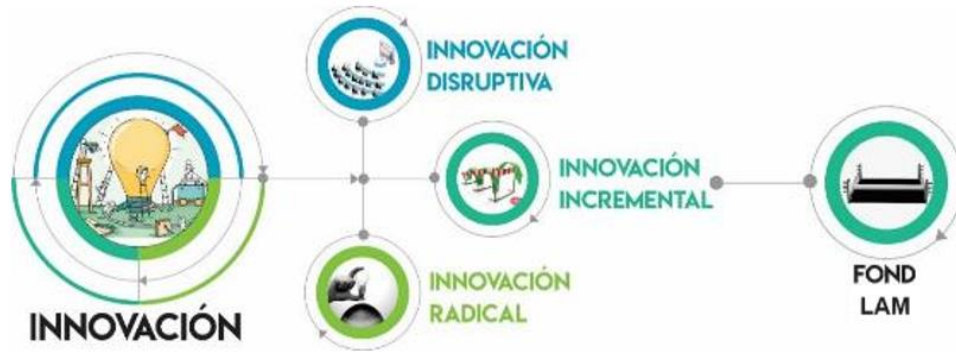 INNOVACIÓN
DISRUPTIVA
INNOVACIÓN
INCREMENTAL
INNOVACIÓN
RADICAL
INNOVACIÓN
FOND
LAM